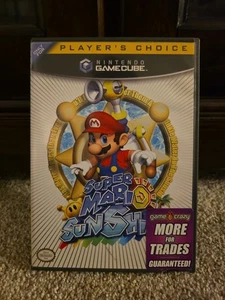 PLAYER'S CHOICE
NINTENDO
GAMECUBE
SUPER
MARIO
SUNSH
game crazy
MORE
FOR
TRADES
GUARANTEED!